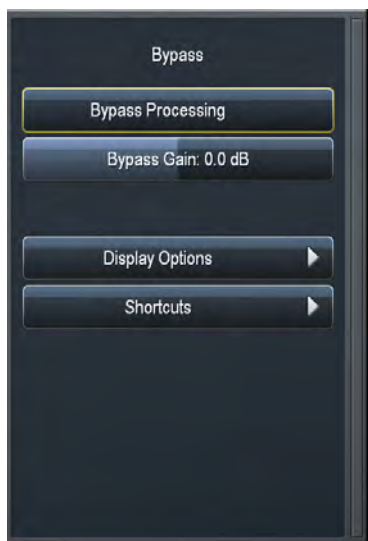 Bypass
Bypass Processing
Bypass Gain: 0.0 dB
Display Options
Shortcuts